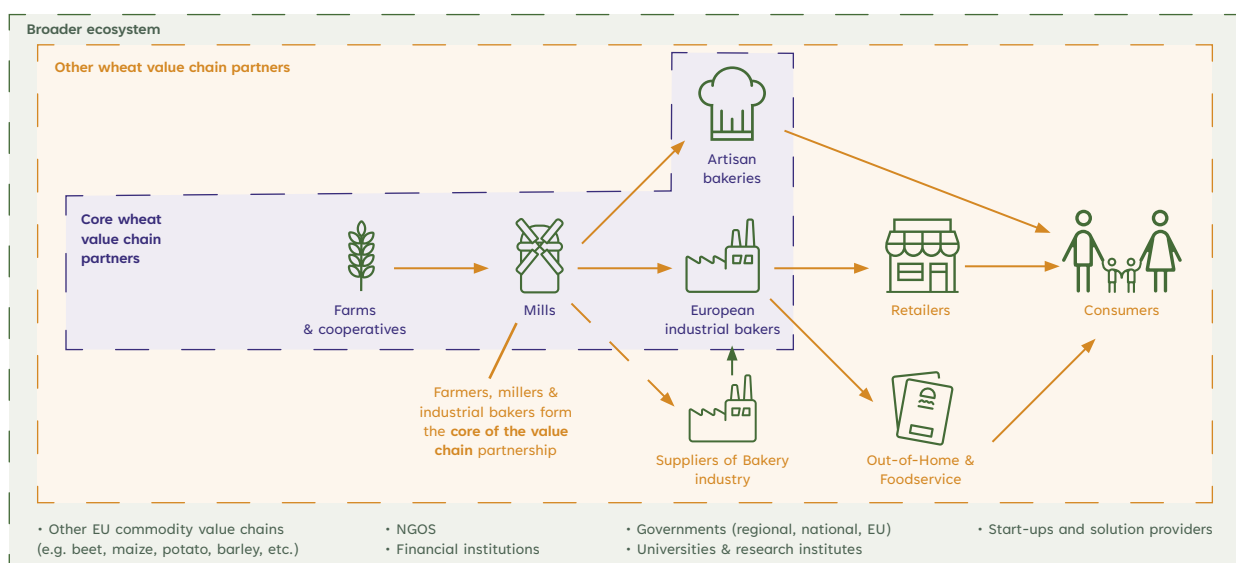 Broader ecosystem
Other wheat value chain partners
Artisan
bakeries
Core wheat
value chain
partners
Farms
& cooperatives
Mills
European
industrial bakers
Retailers
Consumers
Farmers, millers &
industrial bakers form
the core of the value
chain partnership
Suppliers of Bakery
industry
Out-of-Home &
Foodservice
• Other EU commodity value chains
(e.g. beet, maize, potato, barley, etc.)
• NGOS
• Financial institutions
• Governments (regional, national, EU)
• Universities & research institutes
• Start-ups and solution providers